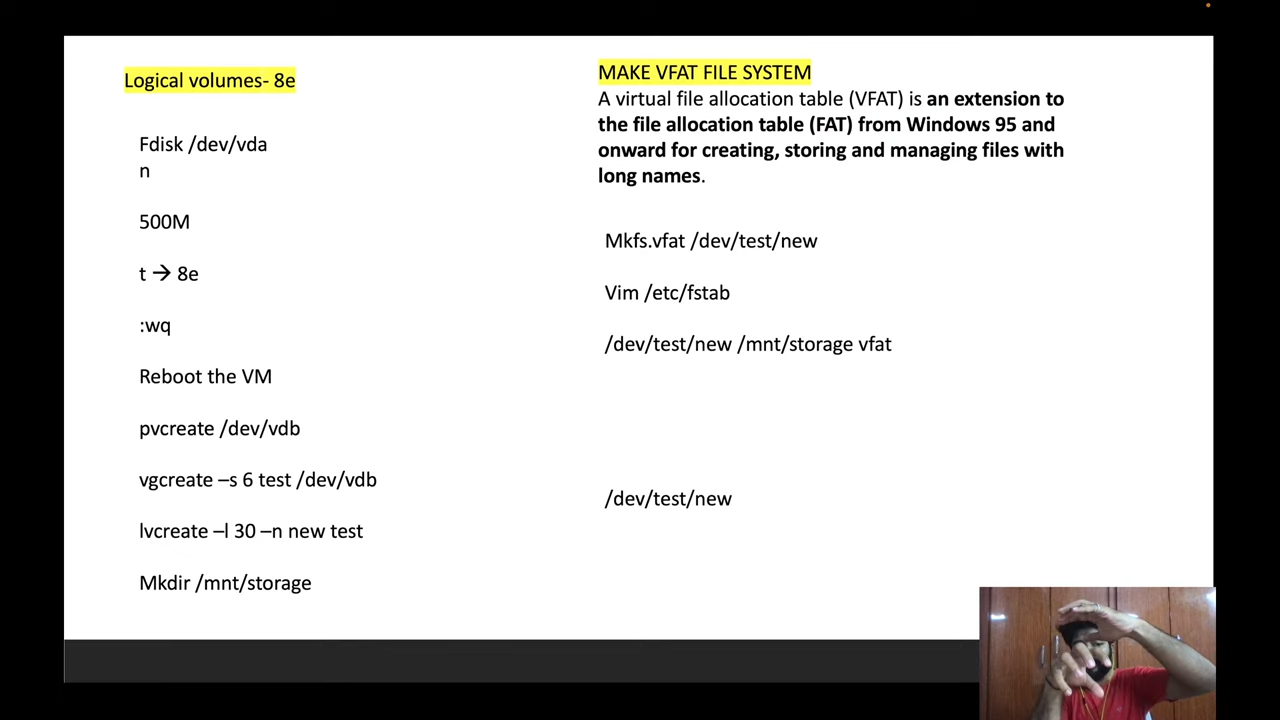 Logical volumes- 8e
Fdisk /dev/vda
n
500M
t → 8e
:wq
Reboot the VM
pvcreate /dev/vdb
vgcreate –s 6 test /dev/vdb
lvcreate –l 30 –n new test
Mkdir /mnt/storage
MAKE VFAT FILE SYSTEM
A virtual file allocation table (VFAT) is an extension to
the file allocation table (FAT) from Windows 95 and
onward for creating, storing and managing files with
long names.
Mkfs.vfat /dev/test/new
Vim /etc/fstab
/dev/test/new /mnt/storage vfat
/dev/test/new